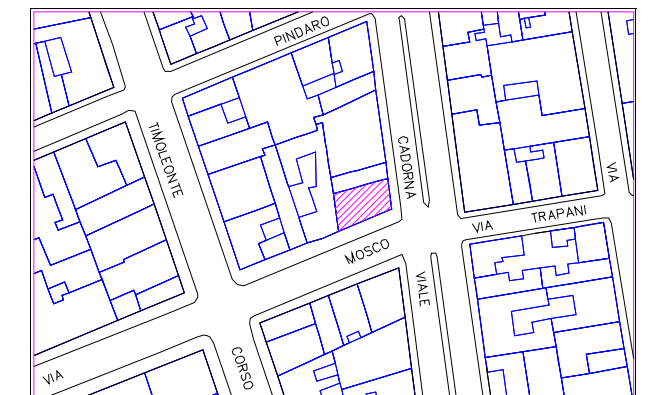 PINDARO
TIMOLEONTE
CADORNA
VIA
TRAPANI
VIA
MOSCO
VIALE
CORSO
VIA